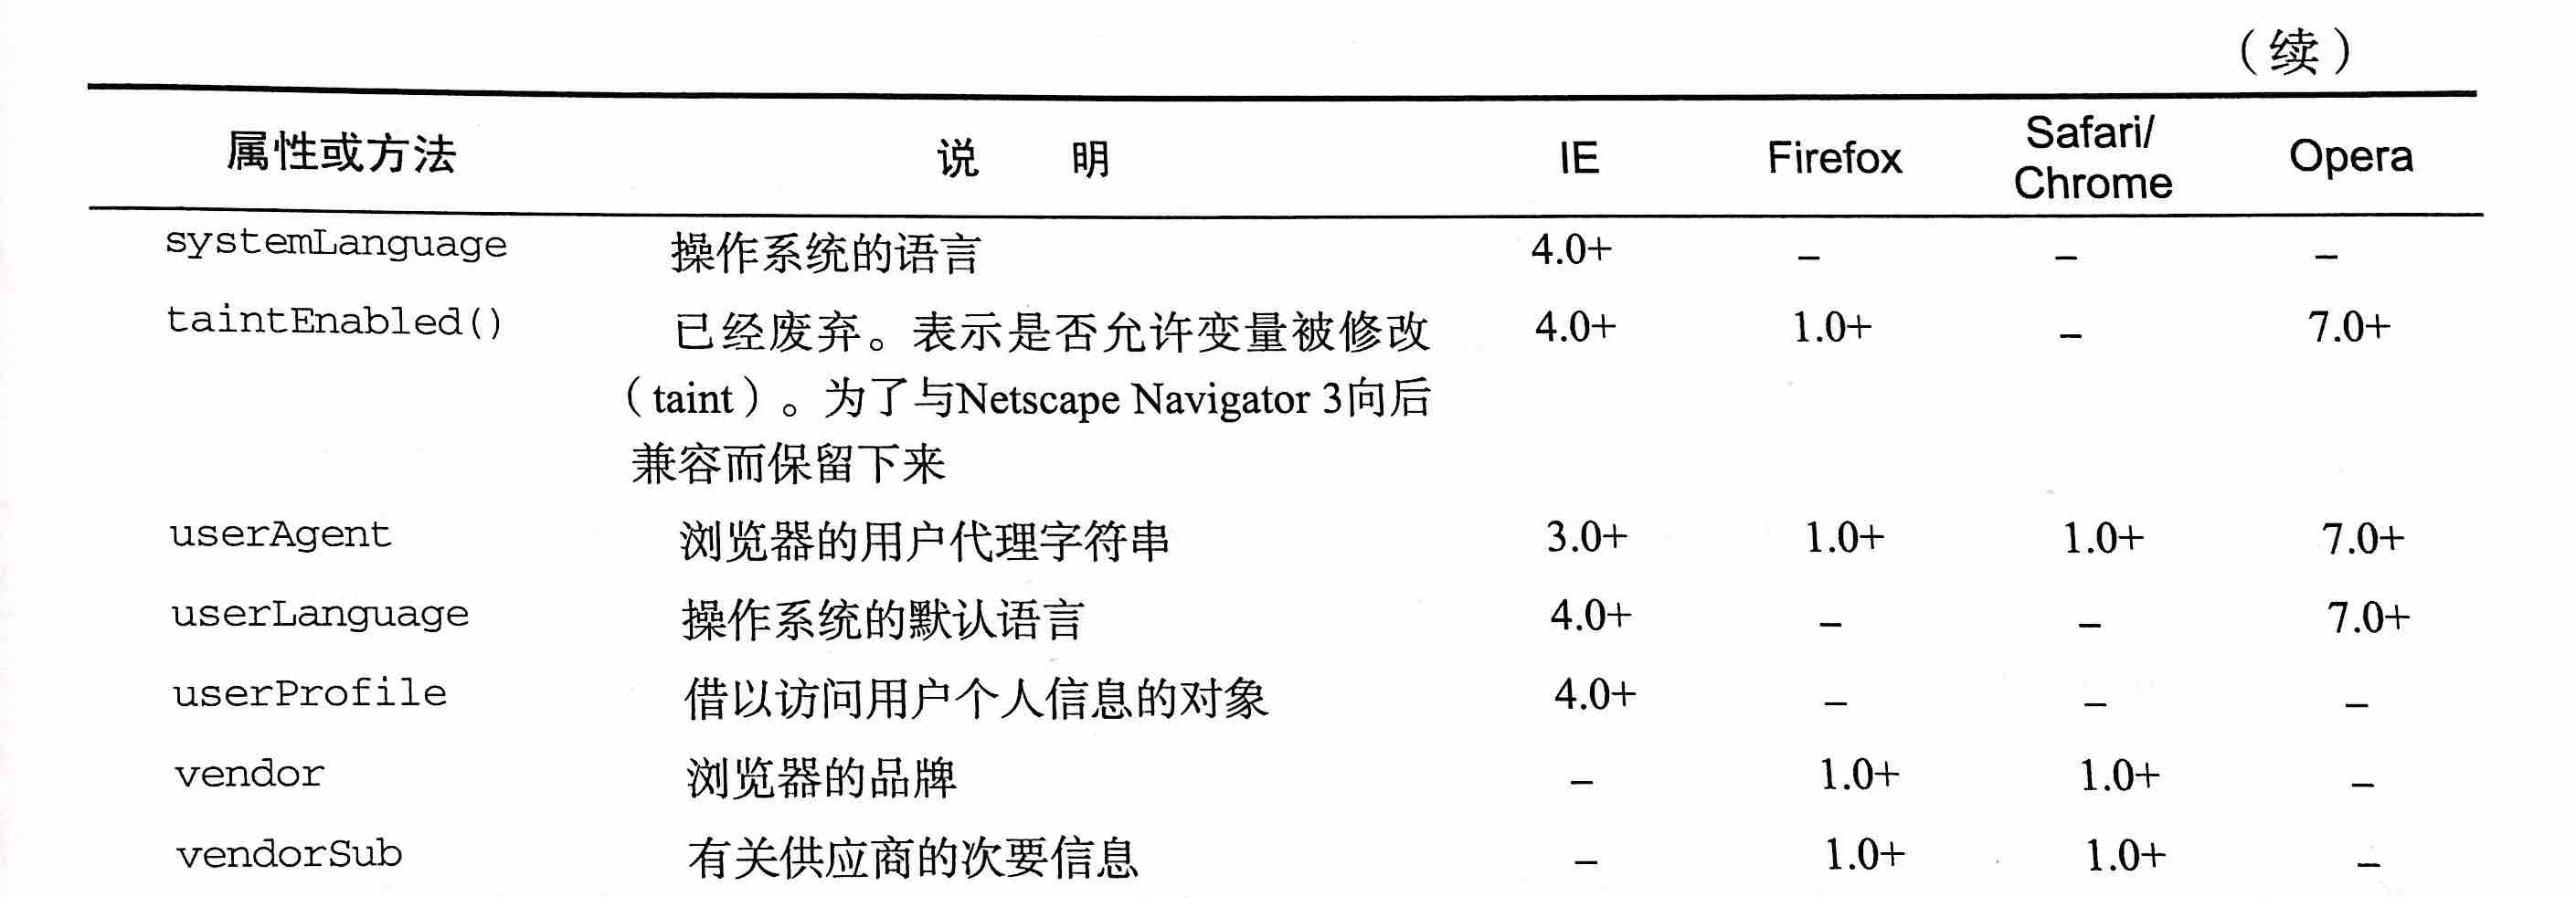 （续）
属性或方法 说 明 IE Firefox Safari/Chrome Opera
systemLanguage 操作系统的语言 4.0+ – – –
taintEnabled() 已经废弃。表示是否允许变量被修改 4.0+ 1.0+ – 7.0+
（taint）。为了与Netscape Navigator 3向后
兼容而保留下来
userAgent 浏览器的用户代理字符串 3.0+ 1.0+ 1.0+ 7.0+
userLanguage 操作系统的默认语言 4.0+ – – 7.0+
userProfile 借以访问用户个人信息的对象 4.0+ – – –
vendor 浏览器的品牌 – 1.0+ 1.0+ –
vendorSub 有关供应商的次要信息 – 1.0+ 1.0+ –